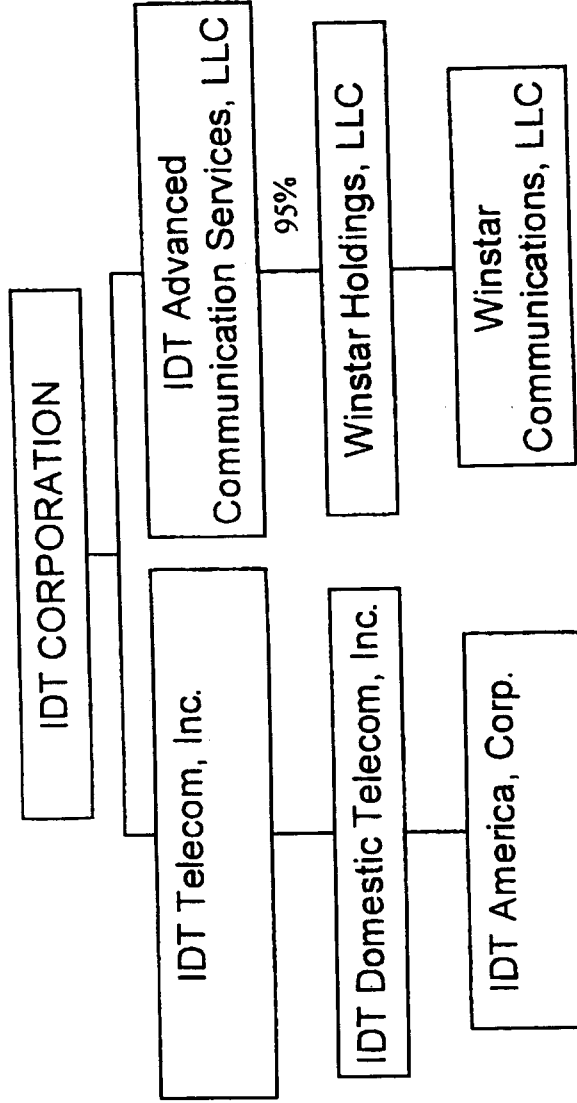 IDT CORPORATION
IDT Telecom, Inc.
IDT Domestic Telecom, Inc.
IDT America, Corp.
IDT Advanced
Communication Services, LLC
95%
Winstar Holdings, LLC
Winstar
Communications, LLC